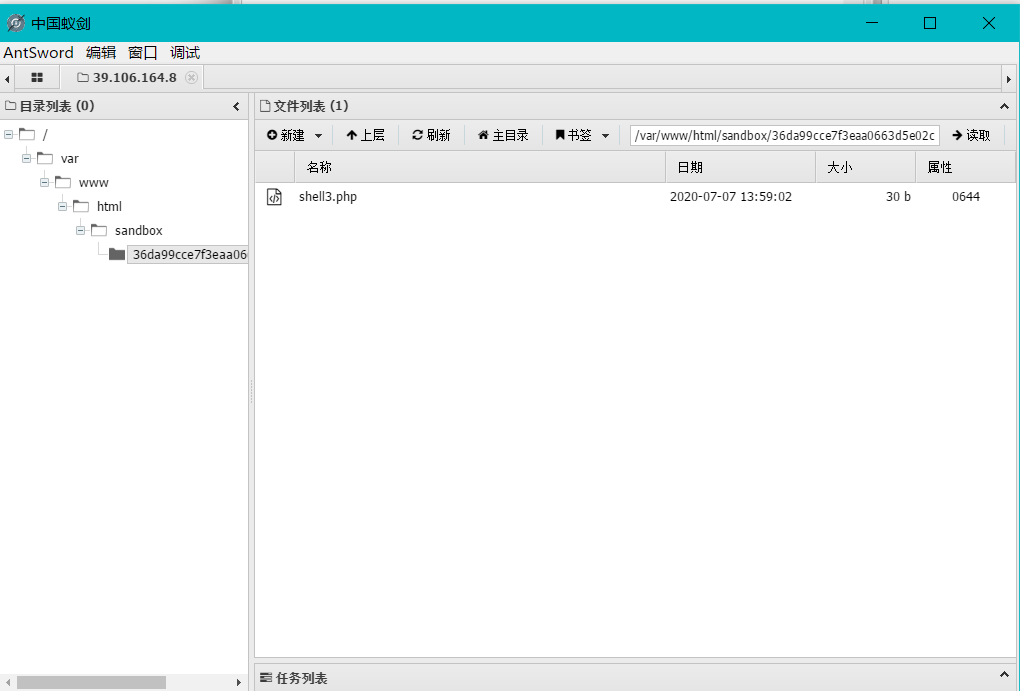 中国蚁剑
AntSword 编辑 窗口 调试
39.106.164.8
目录列表 (0)
/
var
www
html
sandbox
36da99cce7f3eaa06
文件列表 (1)
新建 上层 刷新 主目录 书签 /var/www/html/sandbox/36da99cce7f3eaa0663d5e02c 读取
名称 日期 大小 属性
shell3.php 2020-07-07 13:59:02 30 b 0644
任务列表